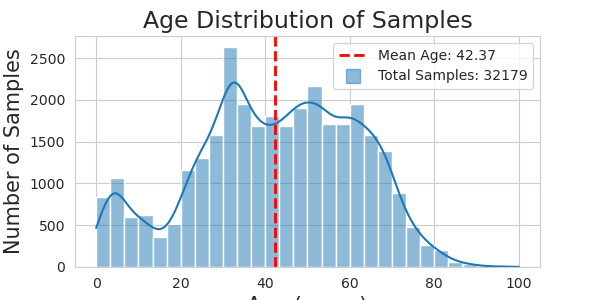 Age Distribution of Samples
Number of Samples
2500
2000
1500
1000
500
0
Mean Age: 42.37
Total Samples: 32179
0 20 40 60 80 100